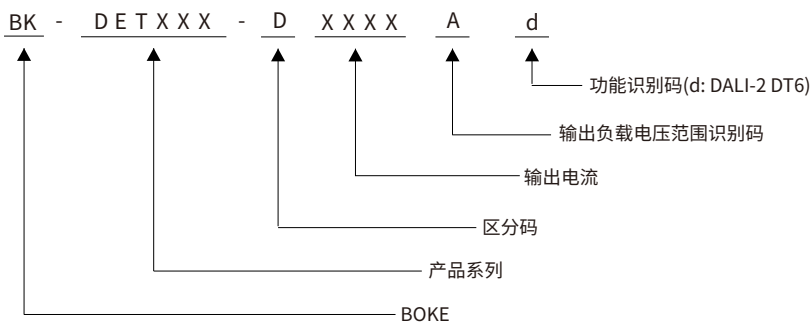 BK - DETXXX - D XXXX A d
功能识别码(d: DALI-2 DT6)
输出负载电压范围识别码
输出电流
区分码
产品系列
BOKE